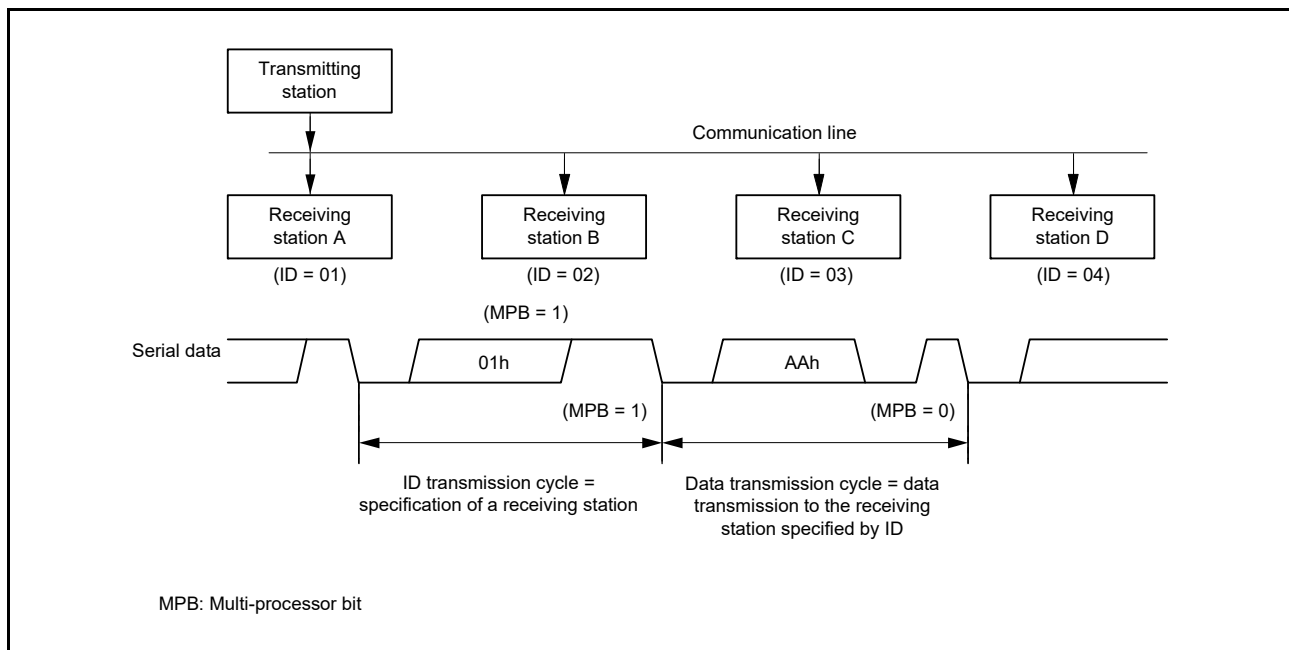 Transmitting
station
Communication line
Receiving
station A
Receiving
station B
Receiving
station C
Receiving
station D
(ID = 01)
(ID = 02)
(ID = 03)
(ID = 04)
(MPB = 1)
Serial data
01h
AAh
(MPB = 1)
(MPB = 0)
ID transmission cycle =
specification of a receiving station
Data transmission cycle = data
transmission to the receiving
station specified by ID
MPB: Multi-processor bit